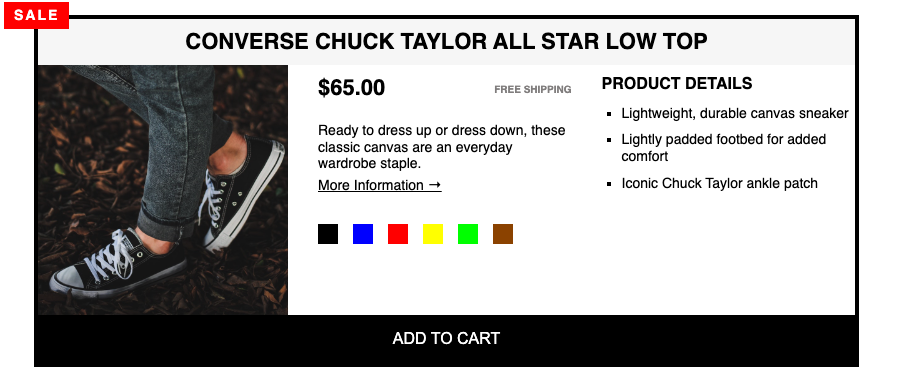 SALE
CONVERSE CHUCK TAYLOR ALL STAR LOW TOP
$65.00
FREE SHIPPING
Ready to dress up or dress down, these
classic canvas are an everyday
wardrobe staple.
More Information →
PRODUCT DETAILS
Lightweight, durable canvas sneaker
Lightly padded footbed for added
comfort
Iconic Chuck Taylor ankle patch
ADD TO CART